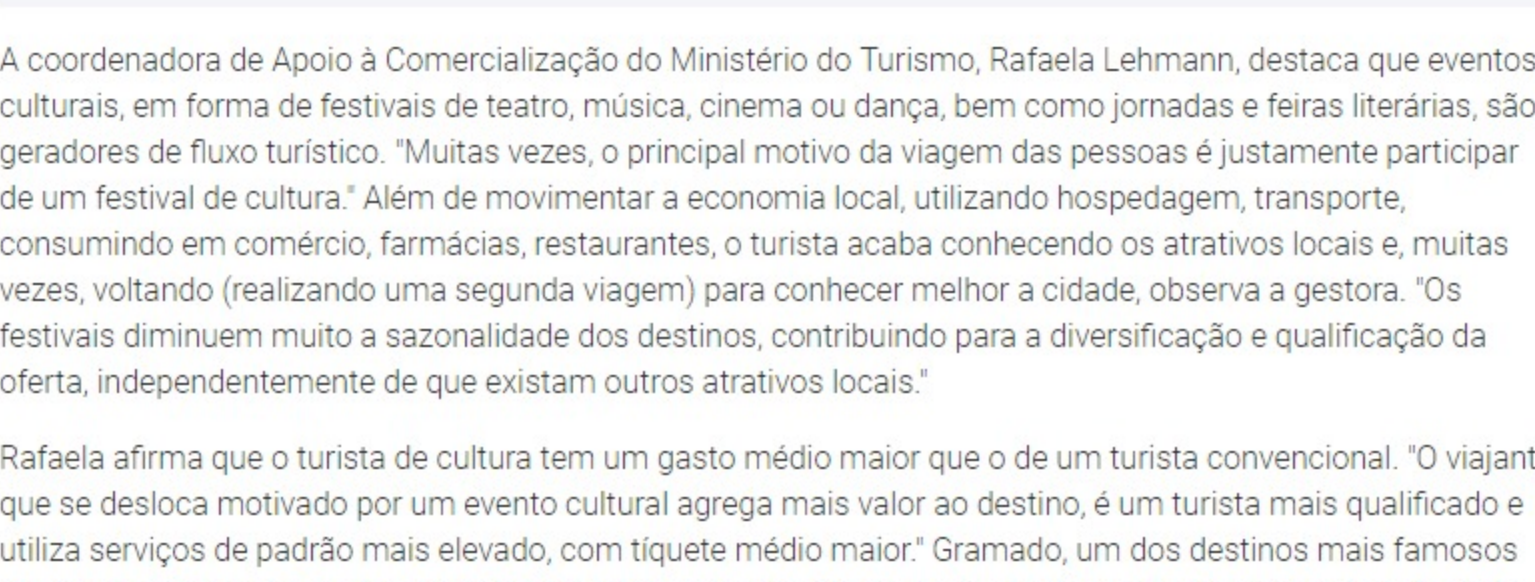 A coordenadora de Apoio à Comercialização do Ministério do Turismo, Rafaela Lehmann, destaca que eventos
culturais, em forma de festivais de teatro, música, cinema ou dança, bem como jornadas e feiras literárias, são
geradores de fluxo turístico. "Muitas vezes, o principal motivo da viagem das pessoas é justamente participar
de um festival de cultura." Além de movimentar a economia local, utilizando hospedagem, transporte,
consumindo em comércio, farmácias, restaurantes, o turista acaba conhecendo os atrativos locais e, muitas
vezes, voltando (realizando uma segunda viagem) para conhecer melhor a cidade, observa a gestora. "Os
festivais diminuem muito a sazonalidade dos destinos, contribuindo para a diversificação e qualificação da
oferta, independentemente de que existam outros atrativos locais."
Rafaela afirma que o turista de cultura tem um gasto médio maior que o de um turista convencional. "O viajant
que se desloca motivado por um evento cultural agrega mais valor ao destino, é um turista mais qualificado e
utiliza serviços de padrão mais elevado, com tíquete médio maior." Gramado, um dos destinos mais famosos